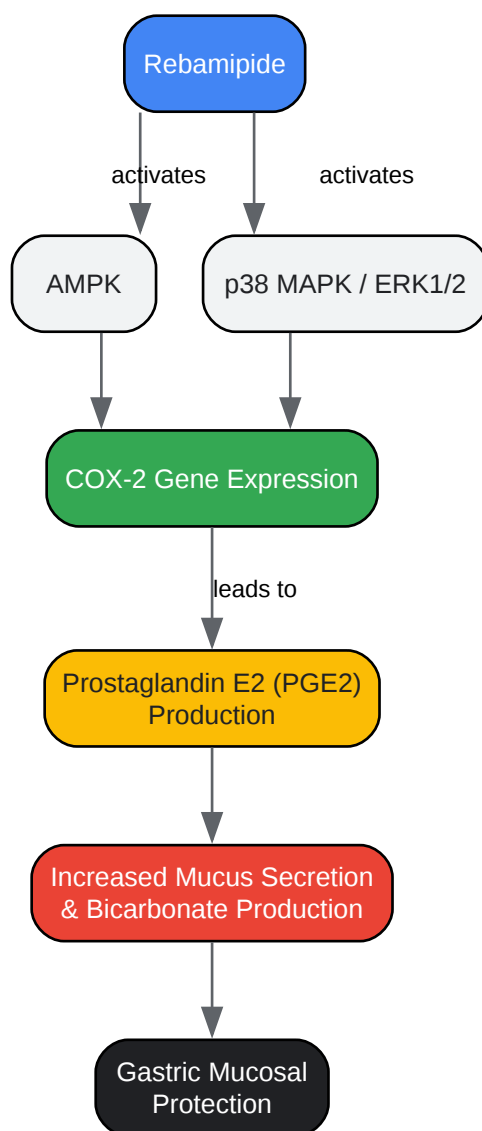 Rebamipide
activates
activates
AMPK
p38 MAPK / ERK1/2
COX-2 Gene Expression
leads to
Prostaglandin E2 (PGE2)
Production
Increased Mucus Secretion
& Bicarbonate Production
Gastric Mucosal
Protection